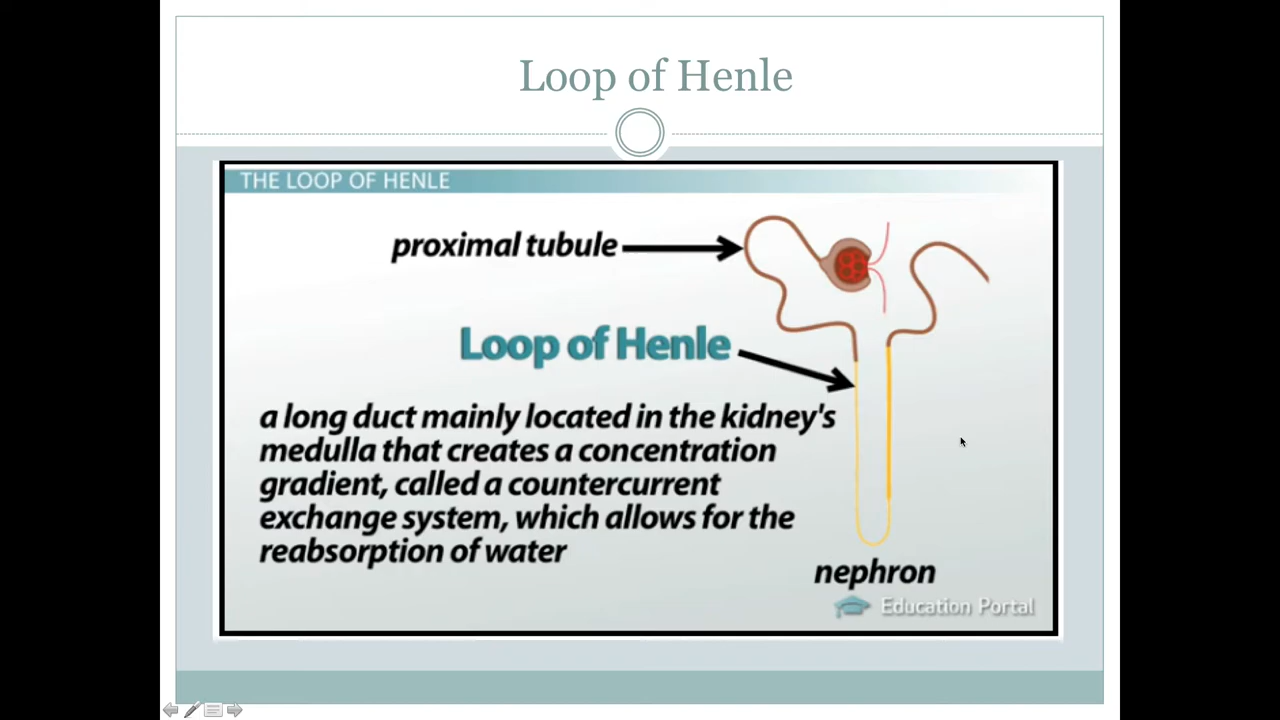 Loop of Henle
THE LOOP OF HENLE
proximal tubule
Loop of Henle
a long duct mainly located in the kidney's
medulla that creates a concentration
gradient, called a countercurrent
exchange system, which allows for the
reabsorption of water
nephron
Education Portal